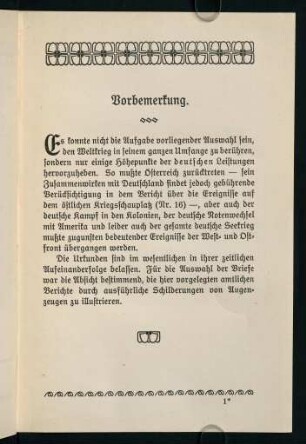 Vorbemerkung.
Es konnte nicht die Aufgabe vorliegender Auswahl sein,
den Weltkrieg in seinem ganzen Umfange zu berühren,
sondern nur einige Höhepunkte der deutschen Leistungen
hervorzuheben. So mußte Österreich zurücktreten — sein
Zusammenwirken mit Deutschland findet jedoch gebührende
Berücksichtigung in dem Bericht über die Ereignisse auf
dem östlichen Kriegsschauplatz (Nr. 16) —, aber auch der
deutsche Kampf in den Kolonien, der deutsche Notenwechsel
mit Amerika und leider auch der gesamte deutsche Seekrieg
mußte zugunsten bedeutender Ereignisse der West- und Ost-
front übergangen werden.
Die Urkunden sind im wesentlichen in ihrer zeitlichen
Aufeinanderfolge belassen. Für die Auswahl der Briefe
war die Absicht bestimmend, die hier vorgelegten amtlichen
Berichte durch ausführliche Schilderungen von Augen-
zeugen zu illustrieren.
1*